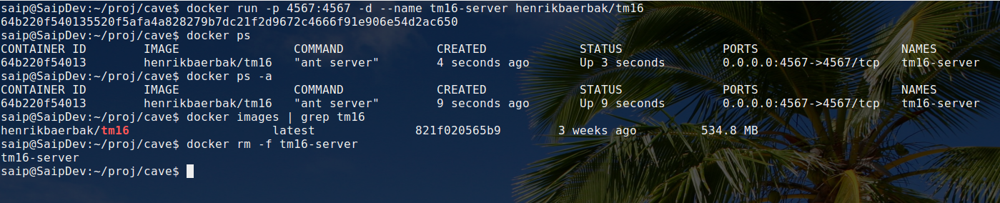 saip@SaipDev:~/proj/cave$ docker run -p 4567:4567 -d --name tm16-server henrikbaerbak/tm16
64b220f540135520f5afa4a828279b7dc21f2d9672c4666f91e906e54d2ac650
saip@SaipDev:~/proj/cave$ docker ps
CONTAINER ID        IMAGE                COMMAND             CREATED             STATUS              PORTS                    NAMES
64b220f54013        henrikbaerbak/tm16   "ant server"        4 seconds ago       Up 3 seconds        0.0.0.0:4567->4567/tcp   tm16-server
saip@SaipDev:~/proj/cave$ docker ps -a
CONTAINER ID        IMAGE                COMMAND             CREATED             STATUS              PORTS                    NAMES
64b220f54013        henrikbaerbak/tm16   "ant server"        9 seconds ago       Up 9 seconds        0.0.0.0:4567->4567/tcp   tm16-server
saip@SaipDev:~/proj/cave$ docker images | grep tm16
henrikbaerbak/tm16                    latest              821f020565b9        3 weeks ago         534.8 MB
saip@SaipDev:~/proj/cave$ docker rm -f tm16-server
tm16-server
saip@SaipDev:~/proj/cave$